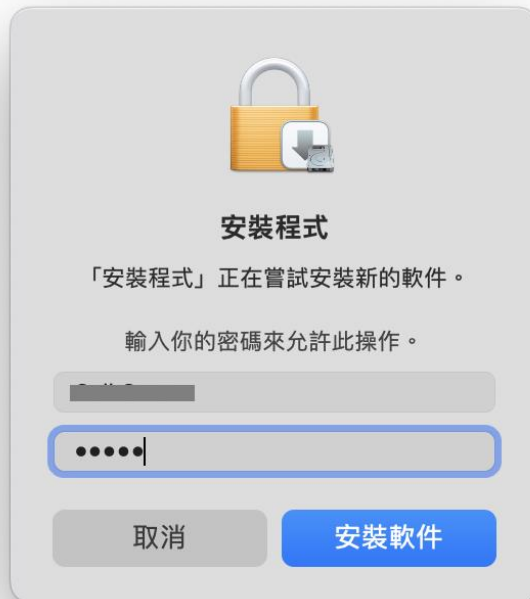 安裝程式
「安裝程式」正在嘗試安裝新的軟件。
輸入你的密碼來允許此操作。
•••••
取消
安裝軟件